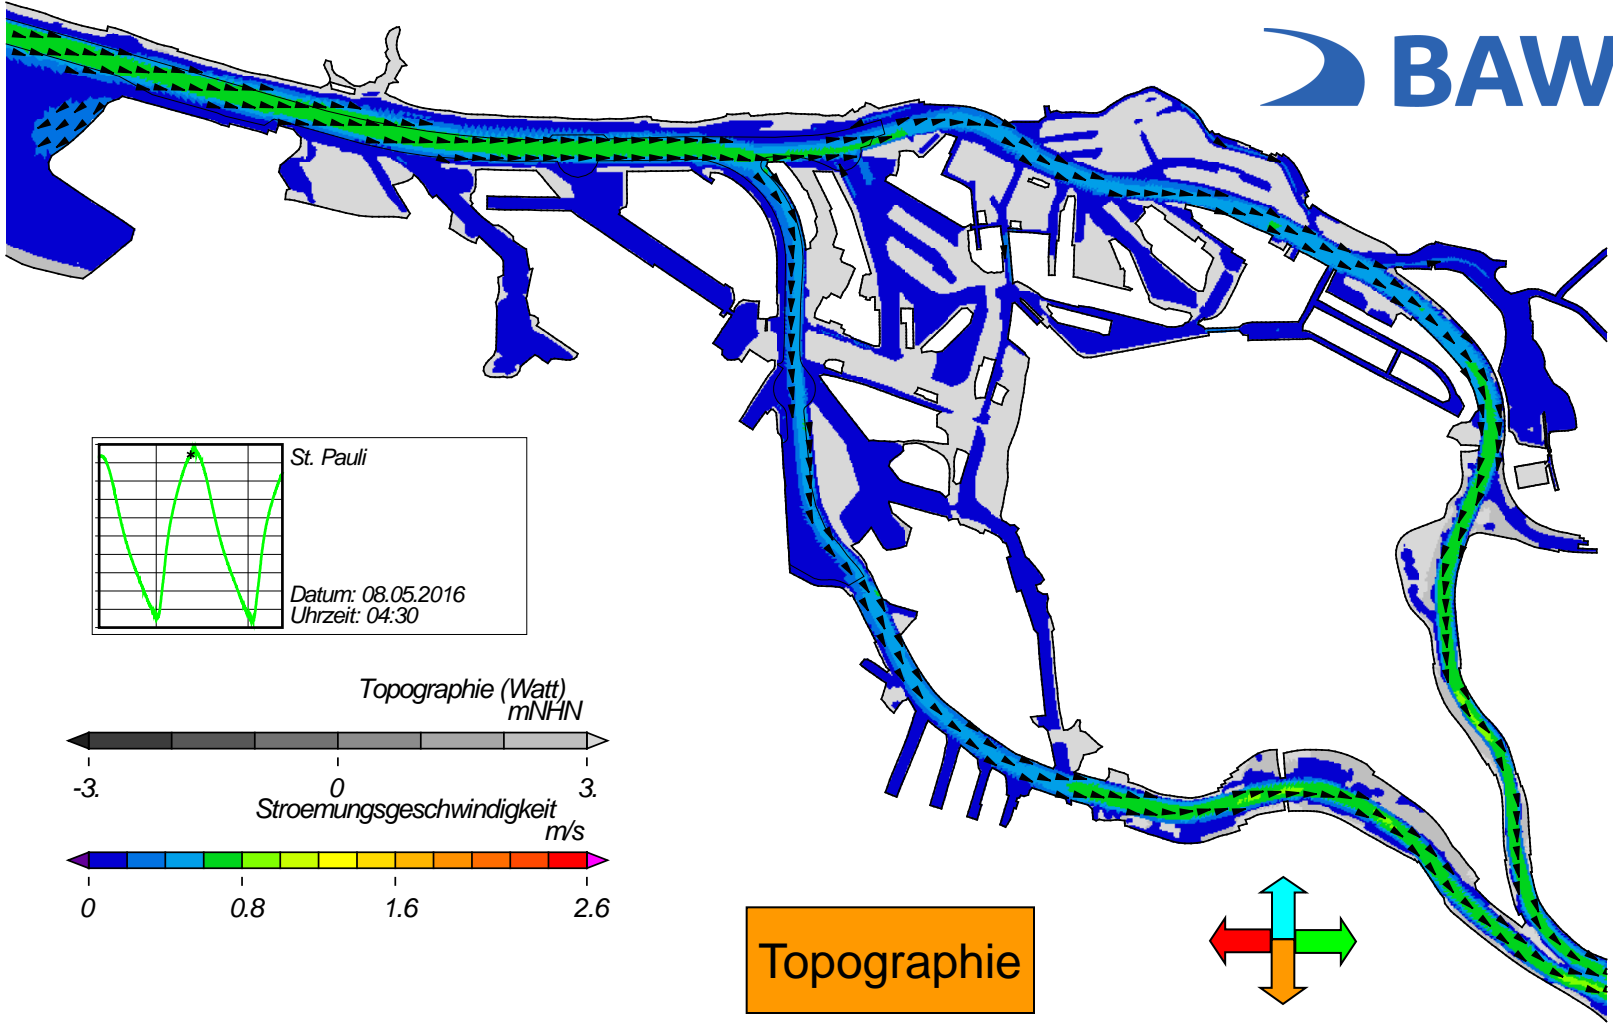 BAW
St. Pauli
Datum: 08.05.2016
Uhrzeit: 04:30
Topographie (Watt)
mNHN
-3. 0 3.
Stroemungsgeschwindigkeit
m/s
0 0.8 1.6 2.6
Topographie